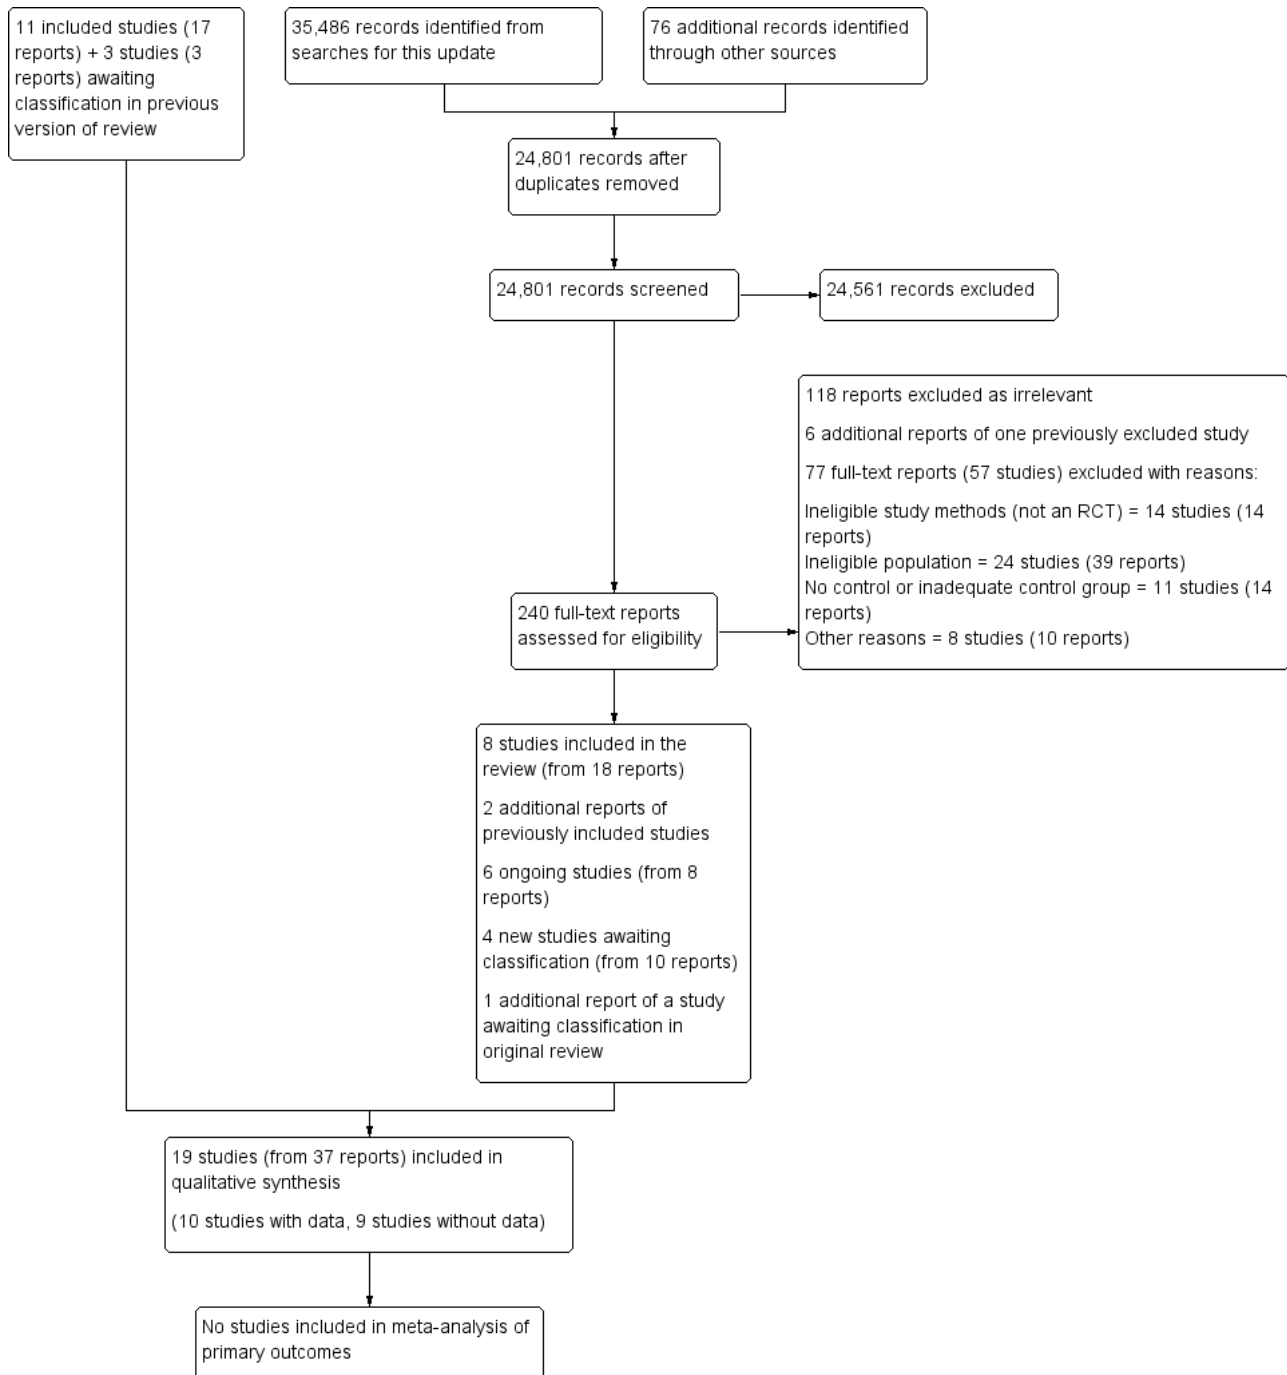 11 included studies (17
reports) + 3 studies (3
reports) awaiting
classification in previous
version of review
35,486 records identified from
searches for this update
76 additional records identified
through other sources
24,801 records after
duplicates removed
24,801 records screened
24,561 records excluded
118 reports excluded as irrelevant
6 additional reports of one previously excluded study
77 full-text reports (57 studies) excluded with reasons:
Ineligible study methods (not an RCT) = 14 studies (14
reports)
Ineligible population = 24 studies (39 reports)
No control or inadequate control group = 11 studies (14
reports)
Other reasons = 8 studies (10 reports)
240 full-text reports
assessed for eligibility
8 studies included in the
review (from 18 reports)
2 additional reports of
previously included studies
6 ongoing studies (from 8
reports)
4 new studies awaiting
classification (from 10 reports)
1 additional report of a study
awaiting classification in
original review
19 studies (from 37 reports) included in
qualitative synthesis
(10 studies with data, 9 studies without data)
No studies included in meta-analysis of
primary outcomes